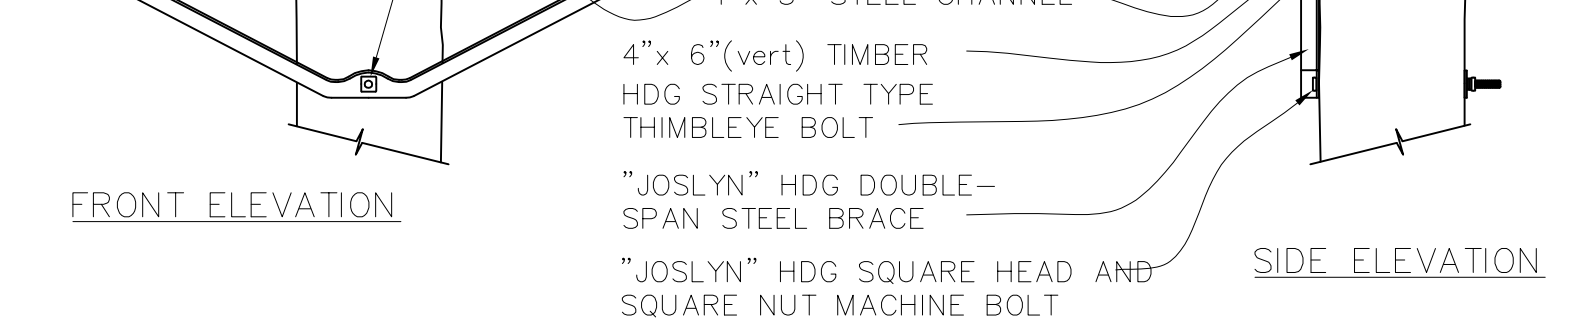 4”x 6”(vert) TIMBER
HDG STRAIGHT TYPE
THIMBLEYE BOLT
”JOSLYN” HDG DOUBLE–
SPAN STEEL BRACE
”JOSLYN” HDG SQUARE HEAD AND
SQUARE NUT MACHINE BOLT
FRONT ELEVATION
SIDE ELEVATION